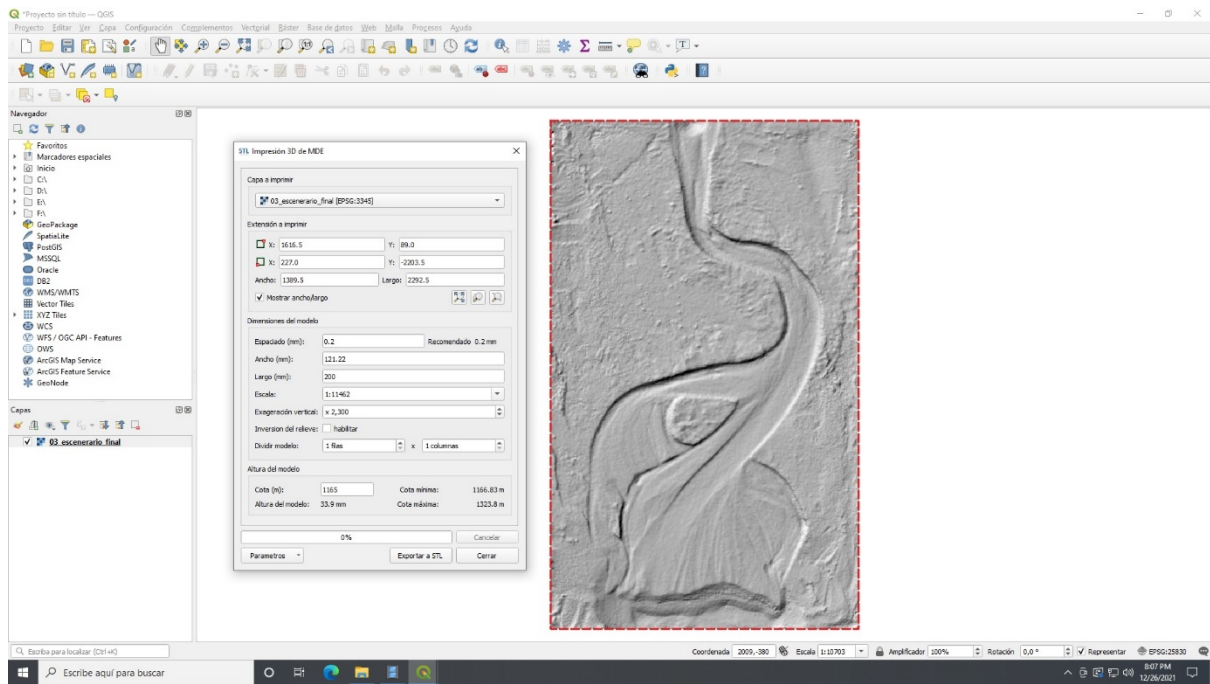 *Proyecto sin título — QGIS
Proyecto Editar Ver Capa Configuración Complementos Vectorial Ráster Base de datos Web Malla Procesos Ayuda
Navegador
Favoritos
Marcadores espaciales
Inicio
C:\
D:\
E:\
F:\
GeoPackage
SpatiaLite
PostGIS
MSSQL
Oracle
DB2
WMS/WMTS
Vector Tiles
XYZ Tiles
WCS
WFS / OGC API - Features
OWS
ArcGIS Map Service
ArcGIS Feature Service
GeoNode
Capas
03_escenerario_final
STL Impresión 3D de MDE
Capa a imprimir
03_escenerario_final [EPSG:3345]
Extensión a imprimir
X: 1616.5 Y: 89.0
X: 227.0 Y: -2203.5
Ancho: 1389.5 Largo: 2292.5
Mostrar ancho/largo
Dimensiones del modelo
Espaciado (mm): 0.2 Recomendado 0.2 mm
Ancho (mm): 121.22
Largo (mm): 200
Escala: 1:11462
Exageración vertical: x 2,300
Inversion del relieve: habilitar
Dividir modelo: 1 filas x 1 columnas
Altura del modelo
Cota (m): 1165 Cota mínima: 1166.83 m
Altura del modelo: 33.9 mm Cota máxima: 1323.8 m
0% Cancelar
Parametros Exportar a STL Cerrar
Escriba para localizar (Ctrl+K) Coordenada 2009,-380 Escala 1:10703 Amplificador 100% Rotación 0,0 ° Representar EPSG:25830
Escribe aquí para buscar 8:07 PM
12/26/2021